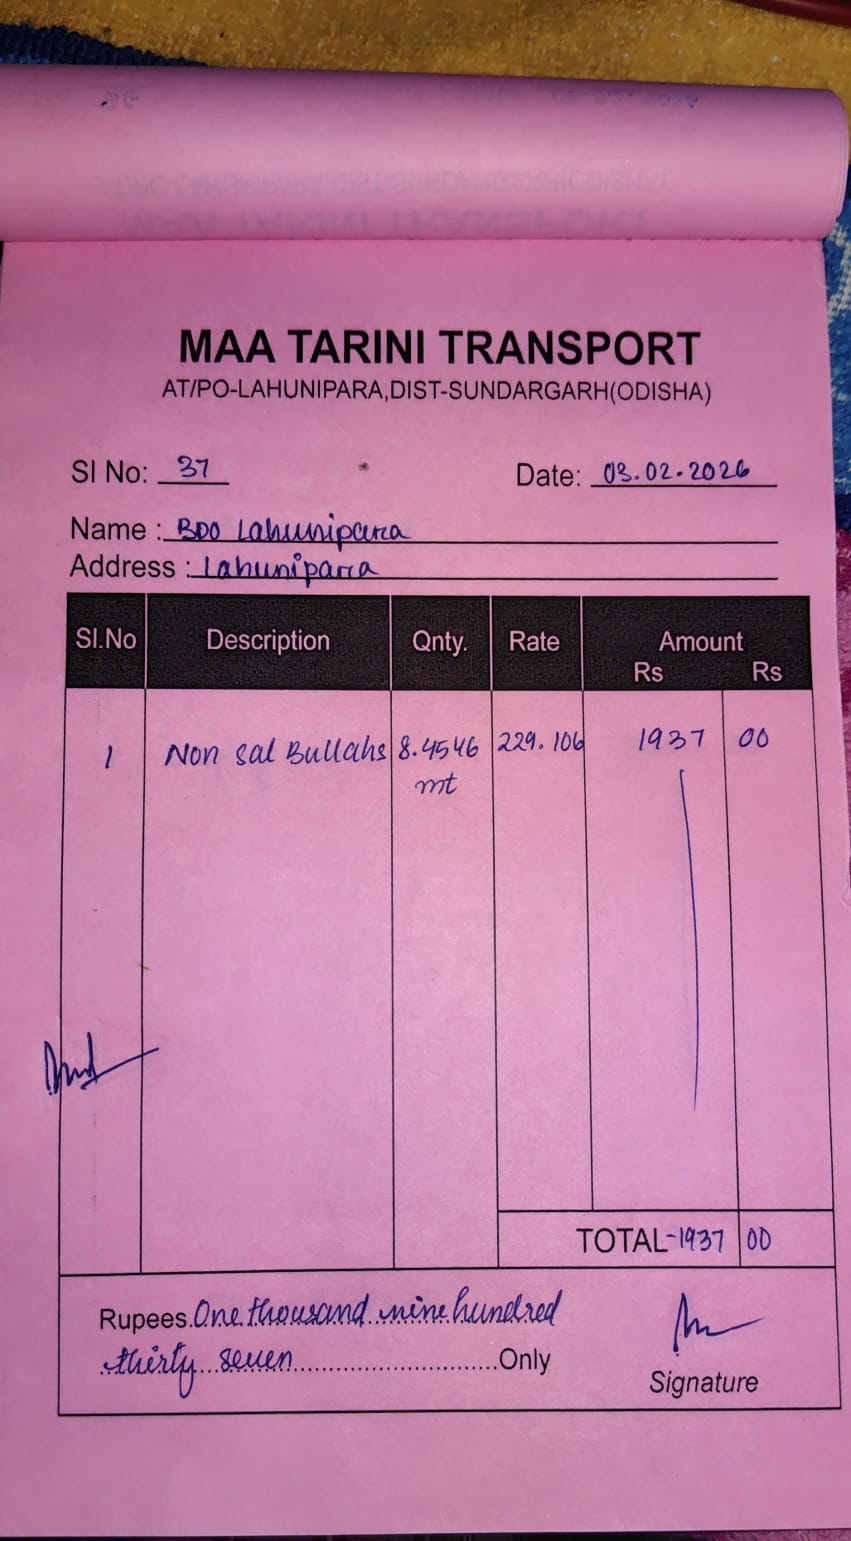 MAA TARINI TRANSPORT
AT/PO-LAHUNIPARA,DIST-SUNDARGARH(ODISHA)
SI No: 37 Date: 03.02.2026
Name : BDO Lahunipara
Address : Lahunipara
SI.No Description Qnty. Rate Amount
Rs Rs
1 Non Sal Bullahs 8.4546 229.106 1937 00
mt
TOTAL-1937 00
Rupees. One thousand nine hundred
thirty seven Only
Signature